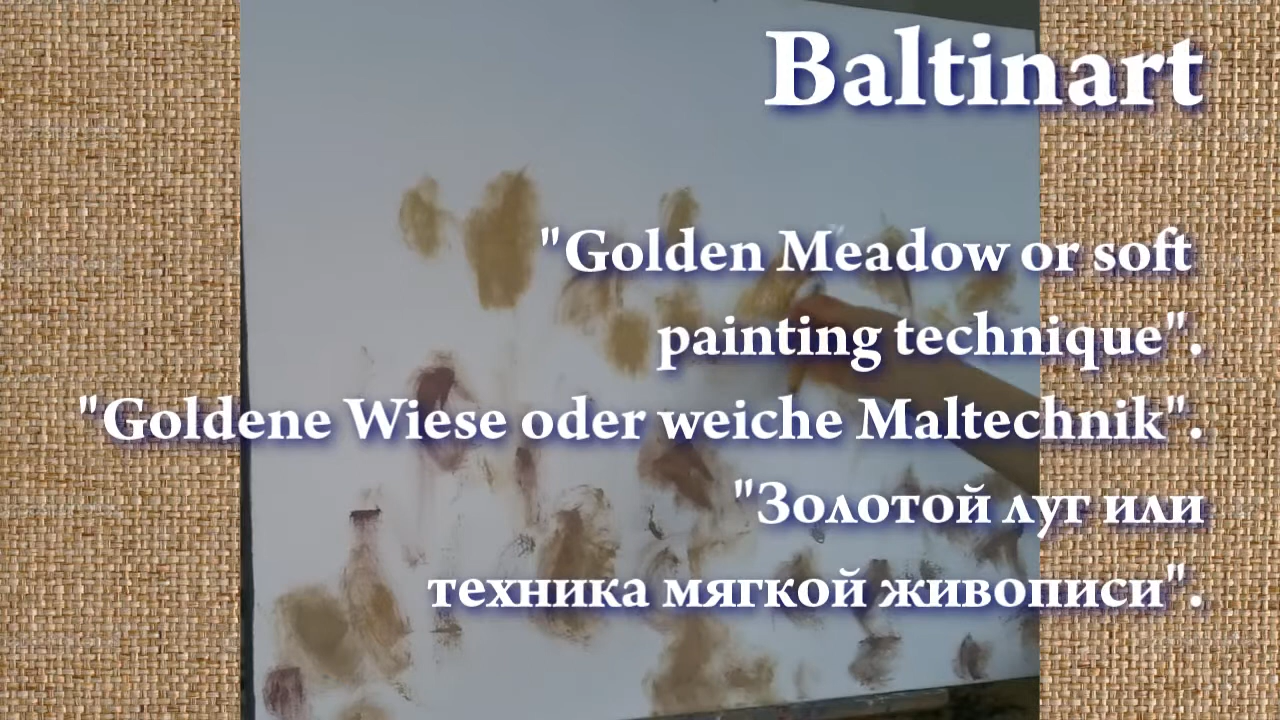 Baltinart
"Golden Meadow or soft
painting technique".
"Goldene Wiese oder weiche Maltechnik".
"Золотой луг или
техника мягкой живописи".